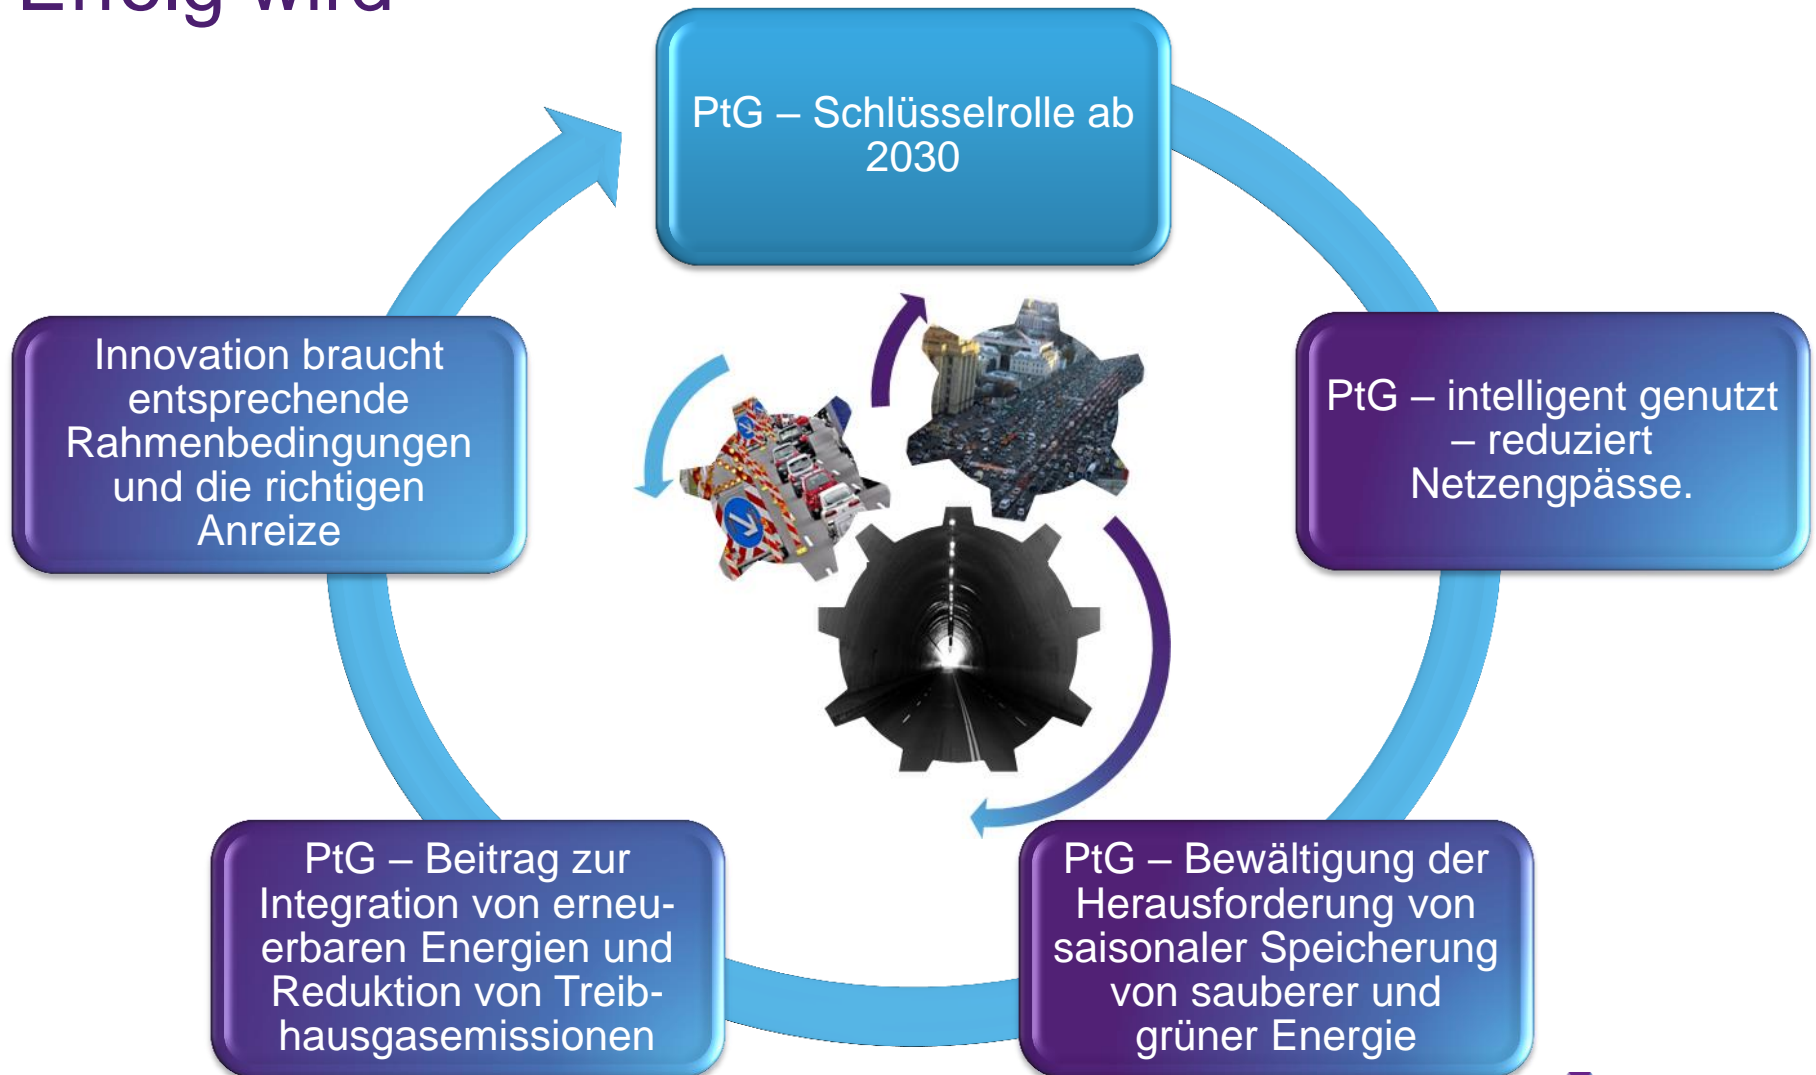 Erfolg wird
PtG – Schlüsselrolle ab
2030
PtG – intelligent genutzt
– reduziert
Netzengpässe.
PtG – Bewältigung der
Herausforderung von
saisonaler Speicherung
von sauberer und
grüner Energie
PtG – Beitrag zur
Integration von erneu-
erbaren Energien und
Reduktion von Treib-
hausgasemissionen
Innovation braucht
entsprechende
Rahmenbedingungen
und die richtigen
Anreize